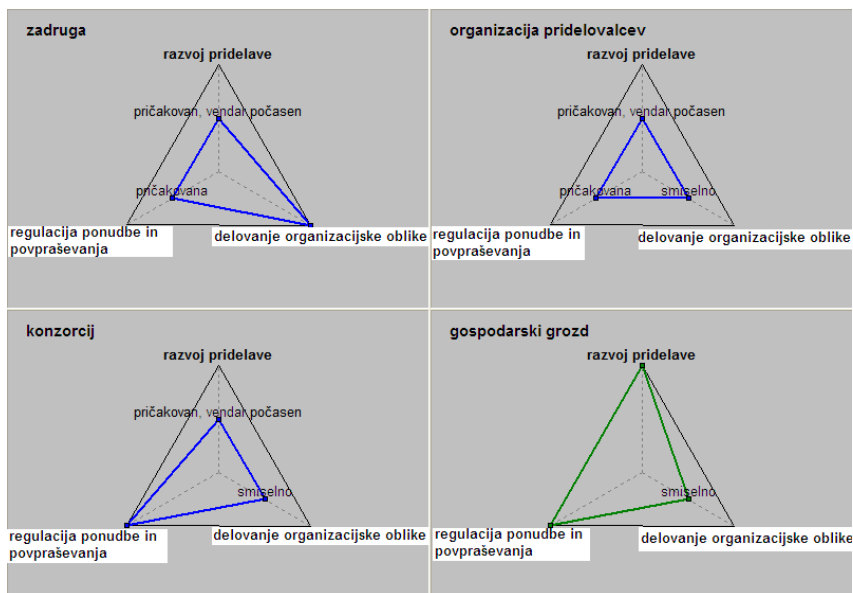 zadruga
razvoj pridelave
pričakovan, vendar počasen
pričakovana
regulacija ponudbe in
povpraševanja
delovanje organizacijske oblike
organizacija pridelovalcev
razvoj pridelave
pričakovan, vendar počasen
pričakovana
smiselno
regulacija ponudbe in
povpraševanja
delovanje organizacijske oblike
konzorcij
razvoj pridelave
pričakovan, vendar počasen
smiselno
regulacija ponudbe in
povpraševanja
delovanje organizacijske oblike
gospodarski grozd
razvoj pridelave
smiselno
regulacija ponudbe in
povpraševanja
delovanje organizacijske oblike